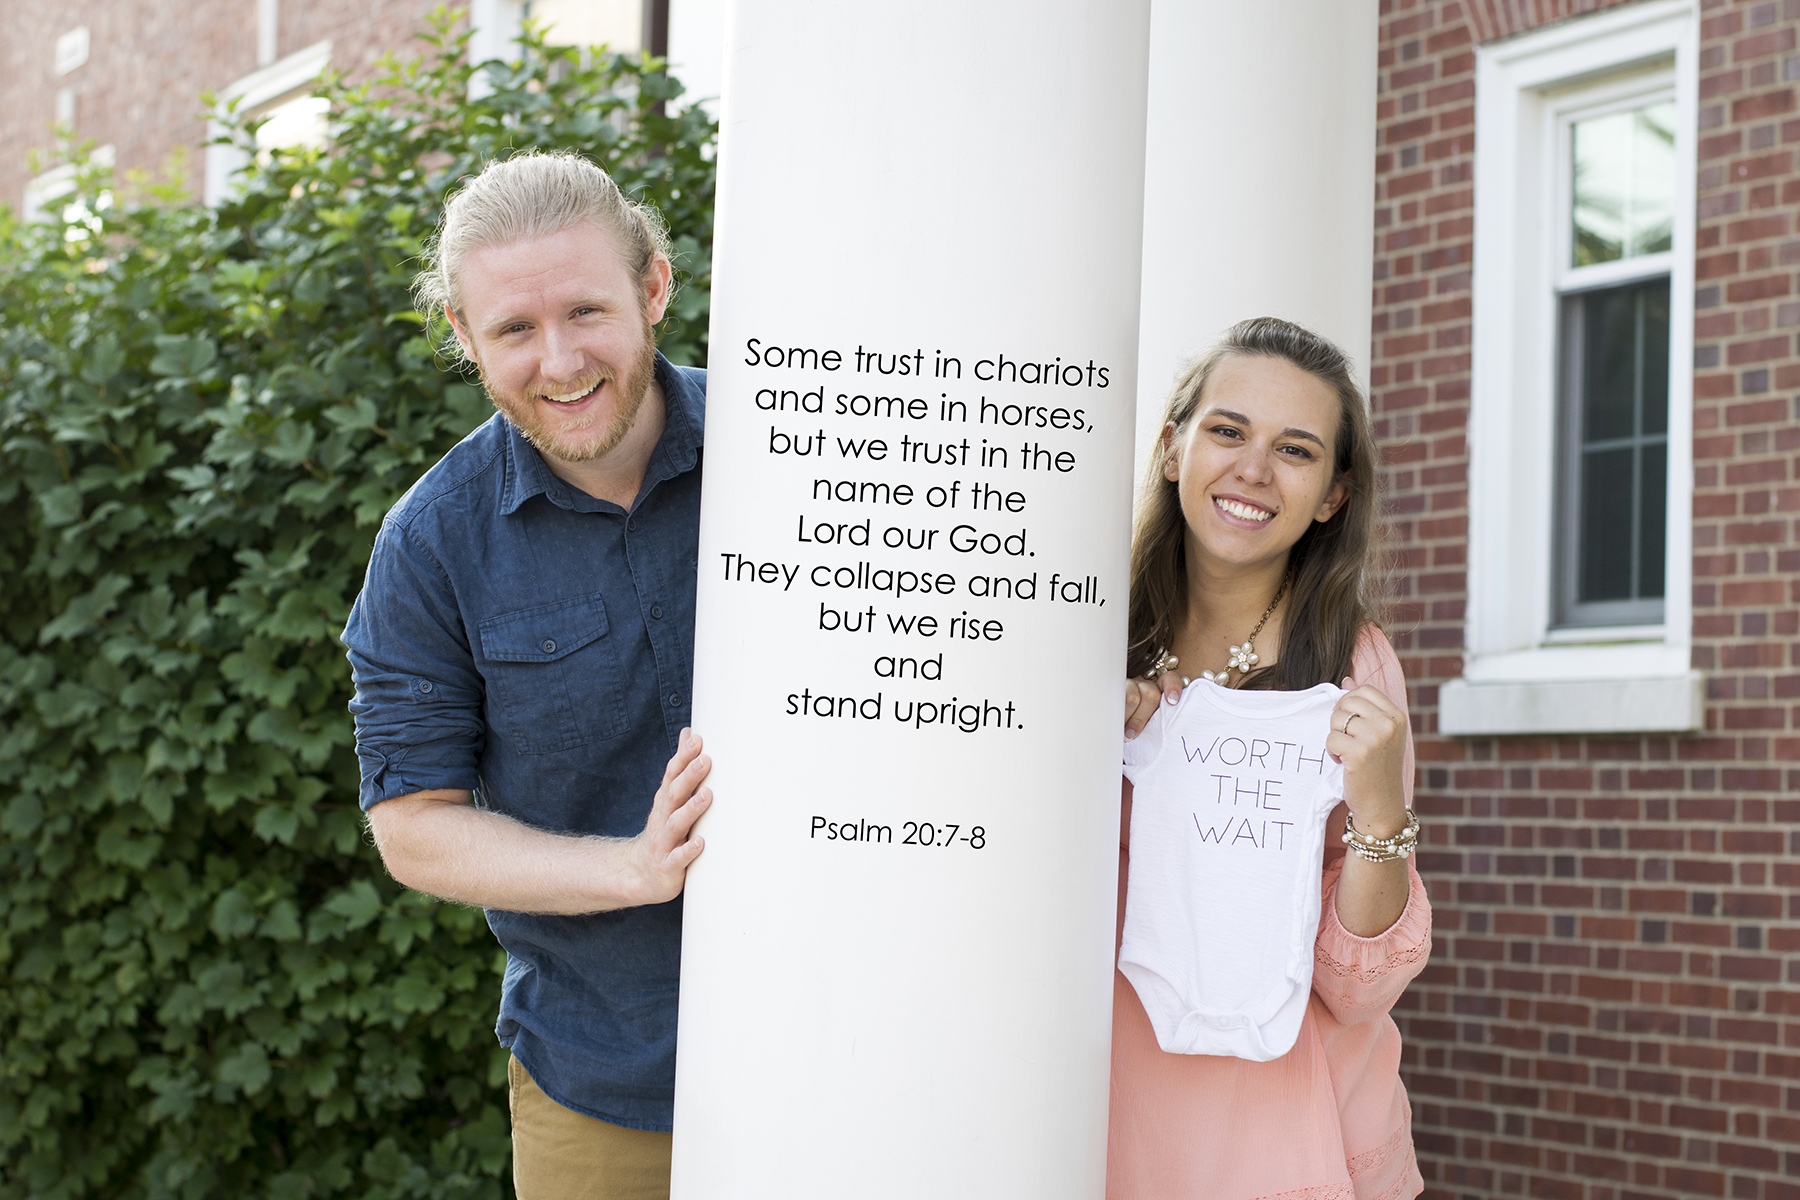 Some trust in chariots
and some in horses,
but we trust in the
name of the
Lord our God.
They collapse and fall,
but we rise
and
stand upright.
Psalm 20:7-8
WORTH
THE
WAIT